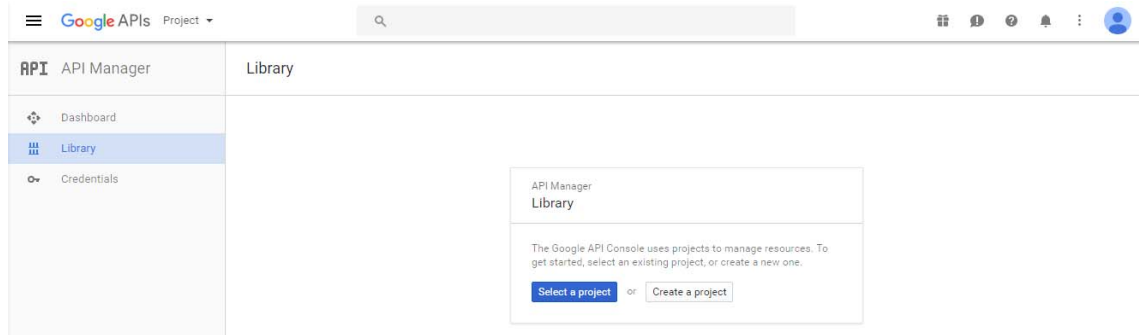 Google APIs Project
API API Manager
Library
Dashboard
Library
Credentials
API Manager
Library
The Google API Console uses projects to manage resources. To
get started, select an existing project, or create a new one.
Select a project or Create a project